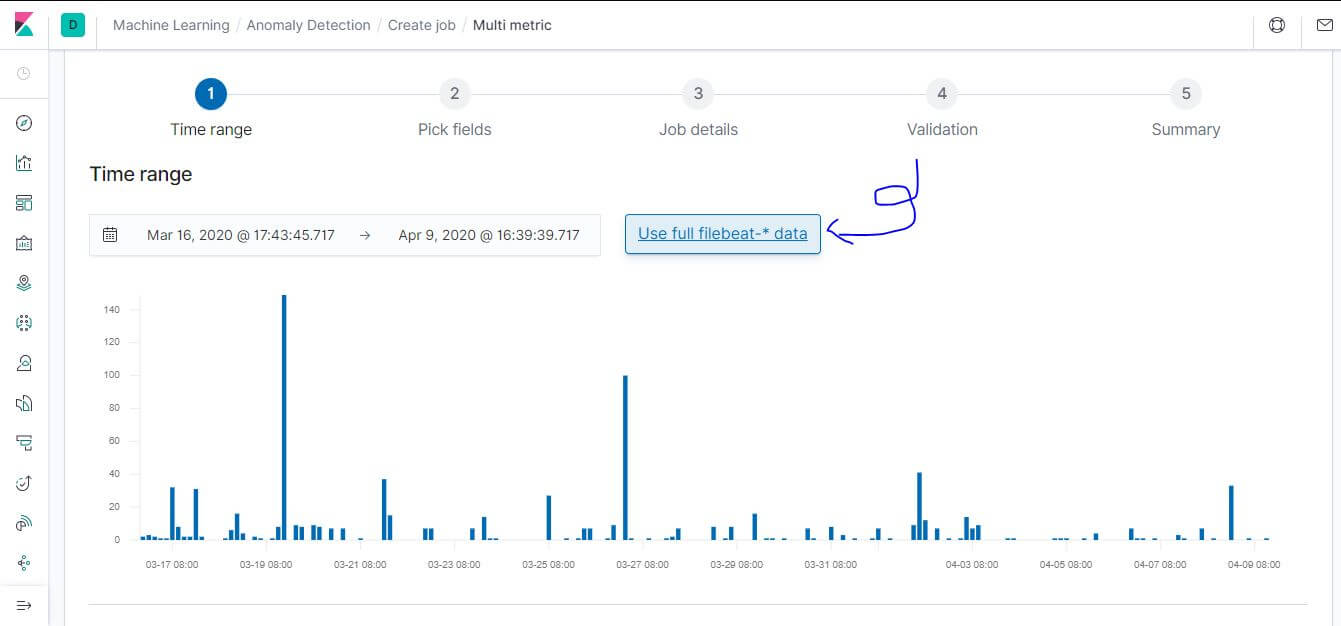 D Machine Learning / Anomaly Detection / Create job / Multi metric
1 2 3 4 5
Time range Pick fields Job details Validation Summary
Time range
Mar 16, 2020 @ 17:43:45.717 → Apr 9, 2020 @ 16:39:39.717 Use full filebeat-* data
140
120
100
80
60
40
20
0
03-17 08:00 03-19 08:00 03-21 08:00 03-23 08:00 03-25 08:00 03-27 08:00 03-29 08:00 03-31 08:00 04-03 08:00 04-05 08:00 04-07 08:00 04-09 08:00